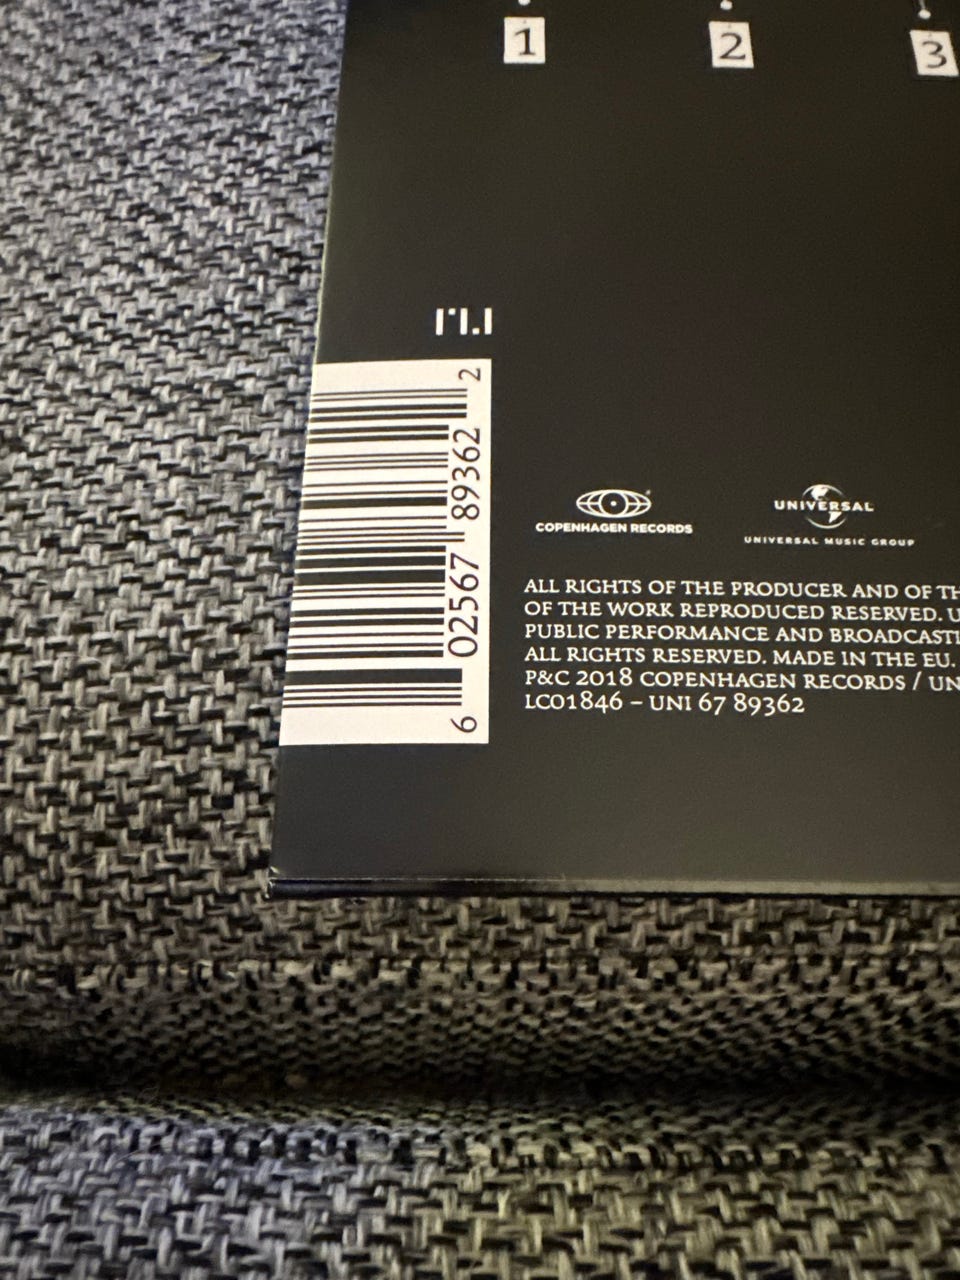 1 2 3
6 02567 89362 2
COPENHAGEN RECORDS
UNIVERSAL
UNIVERSAL MUSIC GROUP
ALL RIGHTS OF THE PRODUCER AND OF
OF THE WORK REPRODUCED RESERVED.
PUBLIC PERFORMANCE AND
ALL RIGHTS RESERVED. MADE IN THE EU.
P&C 2018 COPENHAGEN RECORDS /
LC01846 – UNI 67 89362